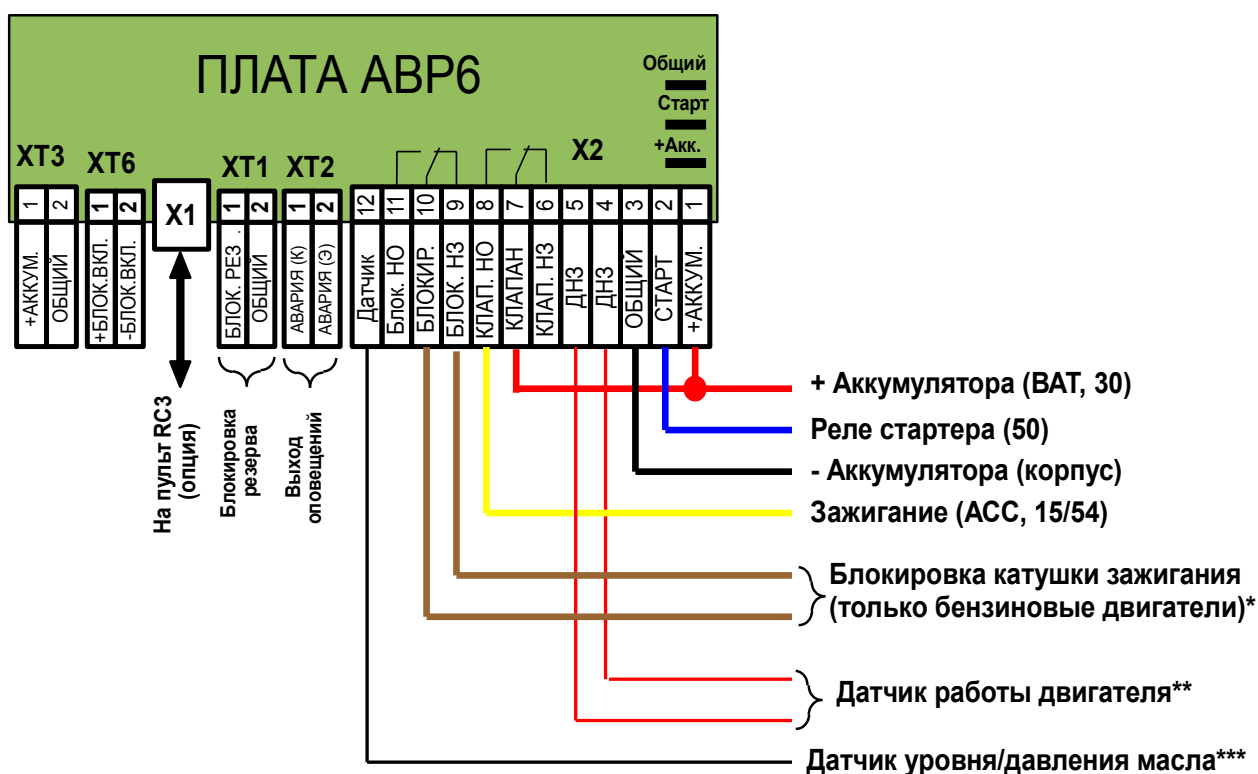 ПЛАТА АВР6
Общий
Старт
+Акк.
XT3
XT6
X1
XT1
XT2
X2
1
2
1
2
1
2
1
2
12
11
10
9
8
7
6
5
4
3
2
1
+АККУМ.
ОБЩИЙ
+БЛОК.ВКЛ.
-БЛОК.ВКЛ.
БЛОК. РЕЗ .
ОБЩИЙ
АВАРИЯ (К)
АВАРИЯ (Э)
Датчик
Блок. НО
БЛОКИР.
БЛОК. НЗ
КЛАП. НО
КЛАПАН
КЛАП. НЗ
ДНЗ
ДНЗ
ОБЩИЙ
СТАРТ
+АККУМ.
На пульт RC3
(опция)
Блокировка
резерва
Выход
оповещений
+ Аккумулятора (BAT, 30)
Реле стартера (50)
- Аккумулятора (корпус)
Зажигание (ACC, 15/54)
Блокировка катушки зажигания
(только бензиновые двигатели)*
Датчик работы двигателя**
Датчик уровня/давления масла***